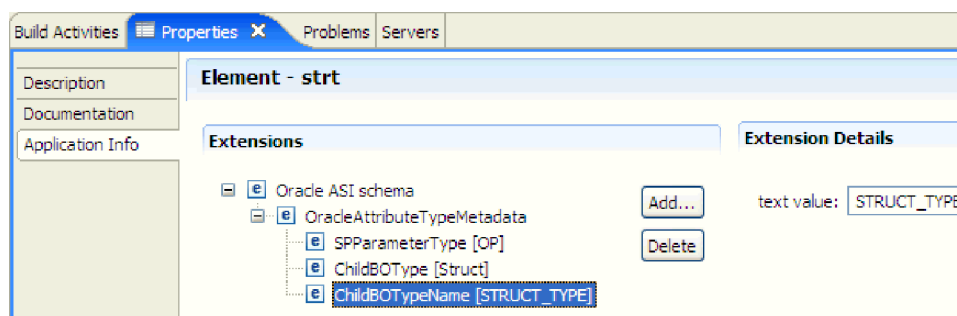 Build Activities Properties Problems Servers
Description
Documentation
Application Info
Element - strt
Extensions
Oracle ASI schema
OracleAttributeTypeMetadata
SPParameterType [OP]
ChildBOType [Struct]
ChildBOTypeName [STRUCT_TYPE]
Add...
Delete
Extension Details
text value: STRUCT_TYPE